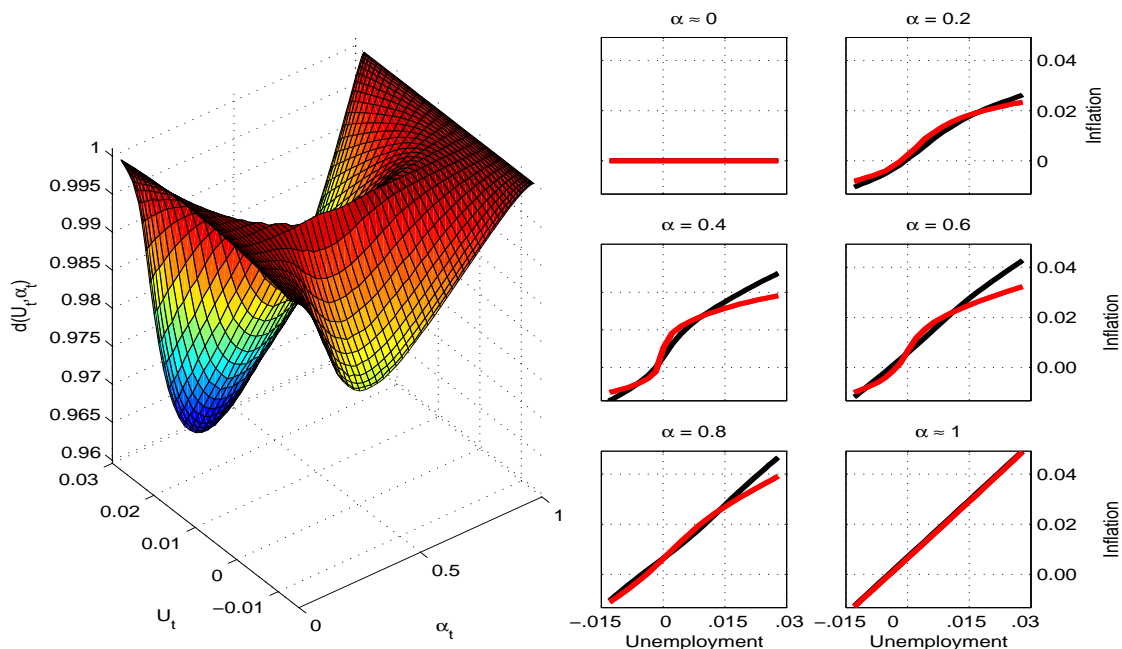 1
0.995
0.99
0.985
0.98
0.975
0.97
0.965
0.96
d(U_t,α_t)
0.03
0.02
0.01
0
−0.01
U_t
0
0.5
1
α_t
α ≈ 0
α = 0.2
0.04
0.02
0
Inflation
α = 0.4
α = 0.6
0.04
0.02
0.00
Inflation
α = 0.8
α ≈ 1
0.04
0.02
0.00
Inflation
−.015 0 .015 .03
Unemployment
−.015 0 .015 .03
Unemployment